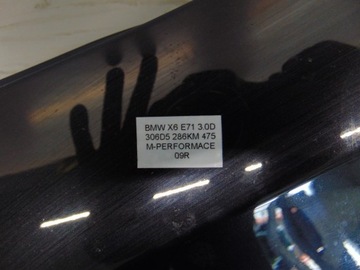 BMW X6 E71 3.0D
306D5 286KM 475
M-PERFORMACE
09R